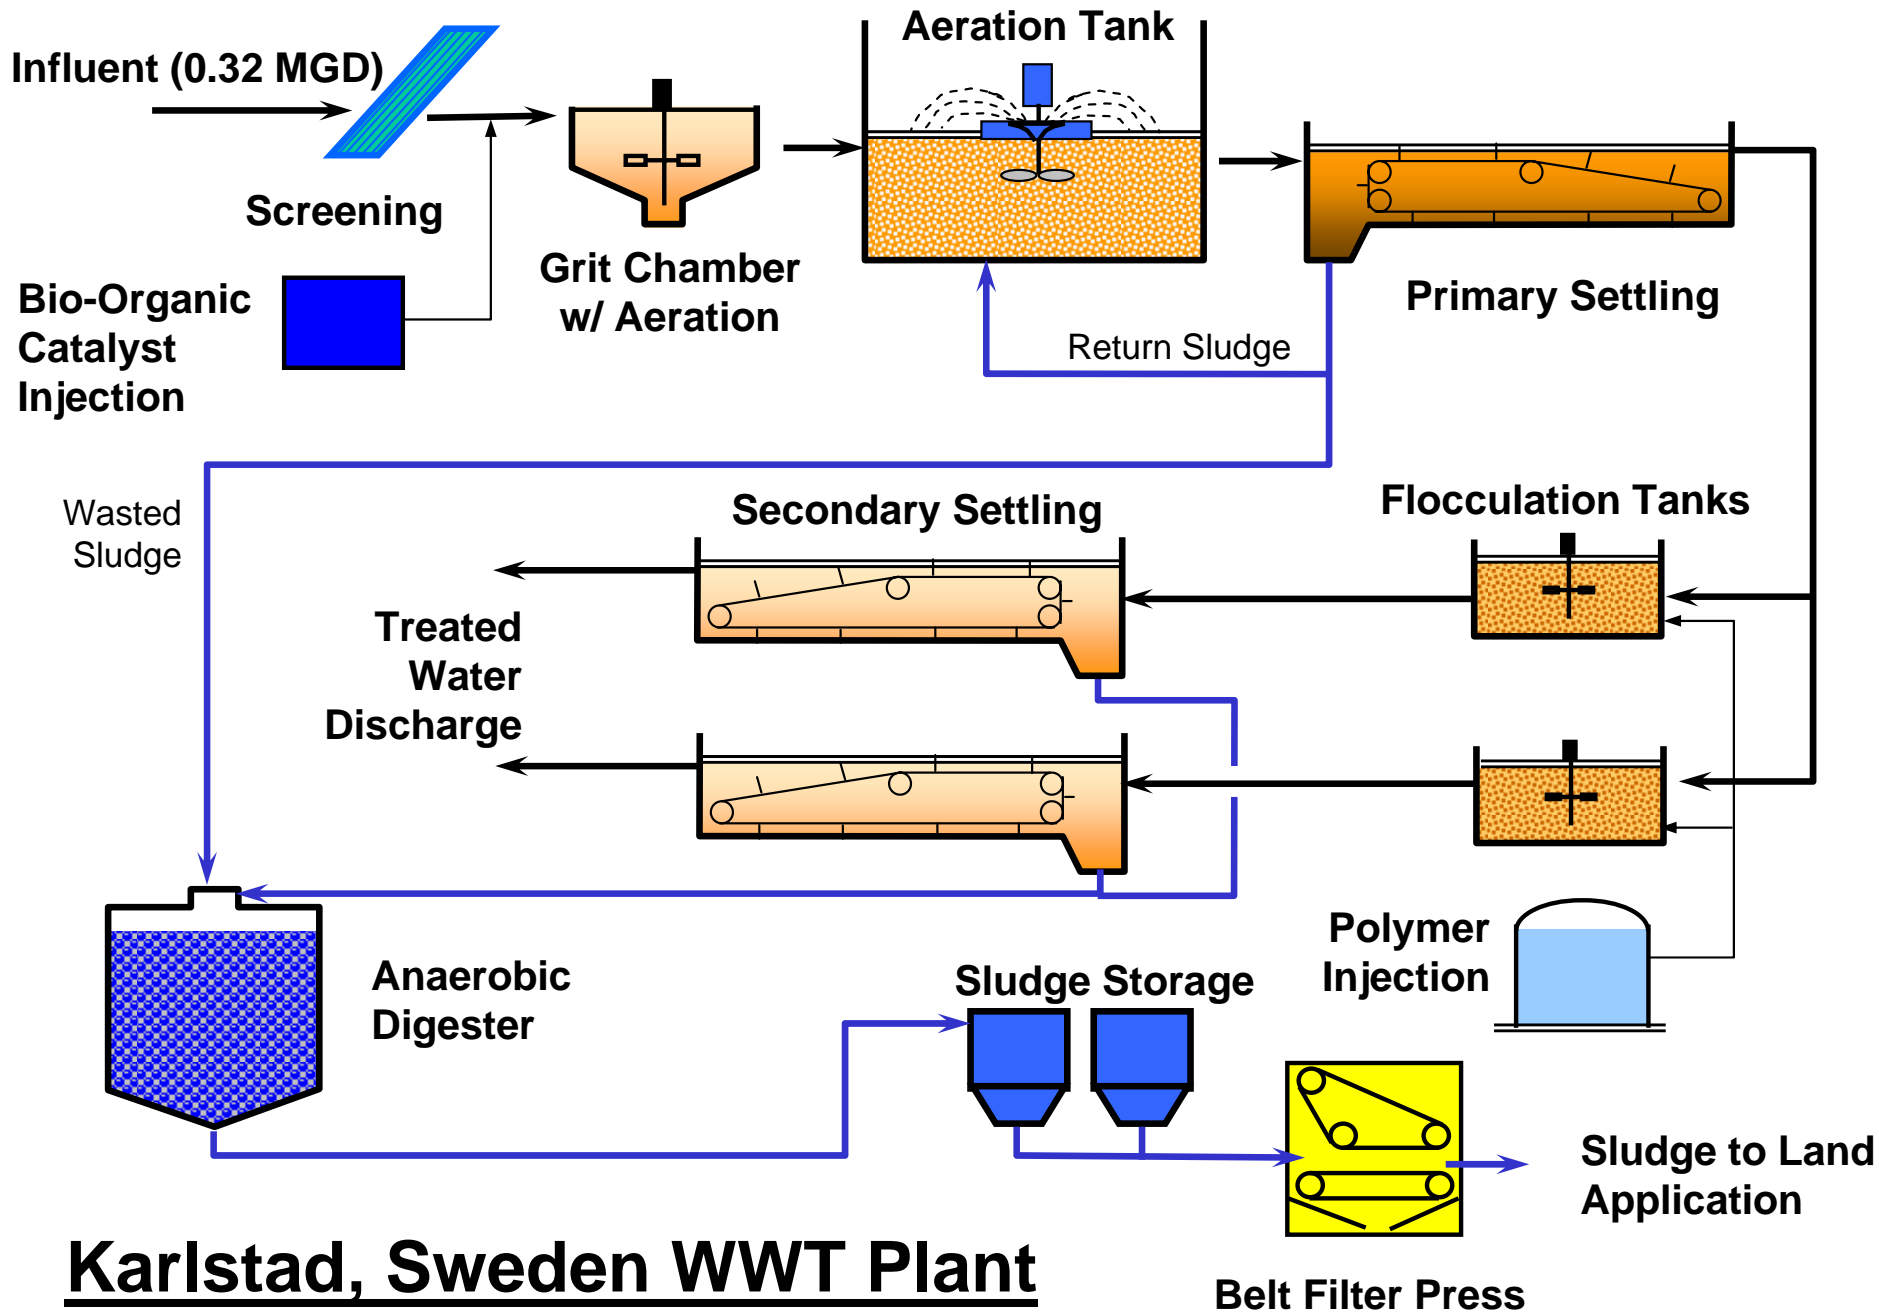 Aeration Tank
Influent (0.32 MGD)
Screening
Grit Chamber
w/ Aeration
Bio-Organic
Catalyst
Injection
Primary Settling
Return Sludge
Wasted
Sludge
Secondary Settling
Flocculation Tanks
Treated
Water
Discharge
Polymer
Injection
Anaerobic
Digester
Sludge Storage
Sludge to Land
Application
Karlstad, Sweden WWT Plant
Belt Filter Press